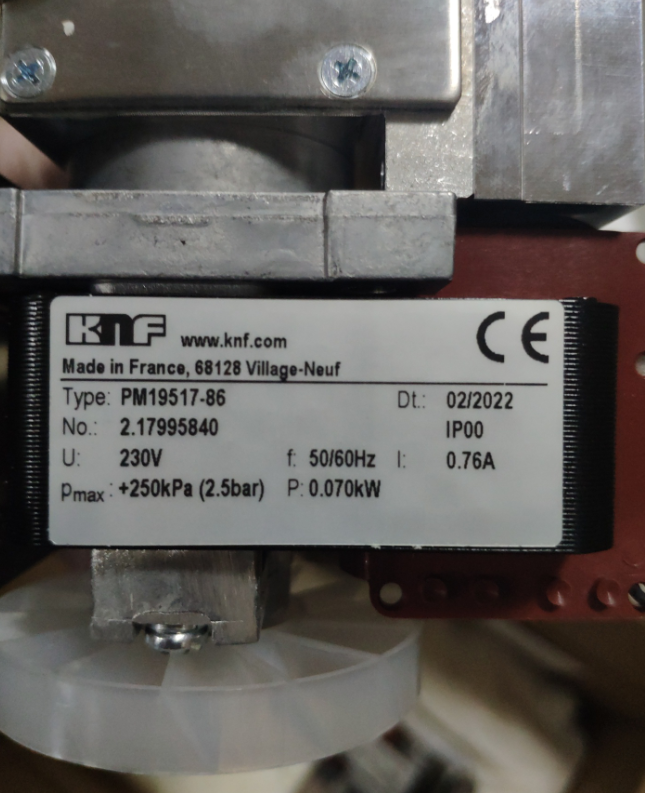 KNF www.knf.com CE
Made in France, 68128 Village-Neuf
Type: PM19517-86 Dt.: 02/2022
No.: 2.17995840 IP00
U: 230V f: 50/60Hz I: 0.76A
pmax: +250kPa (2.5bar) P: 0.070kW